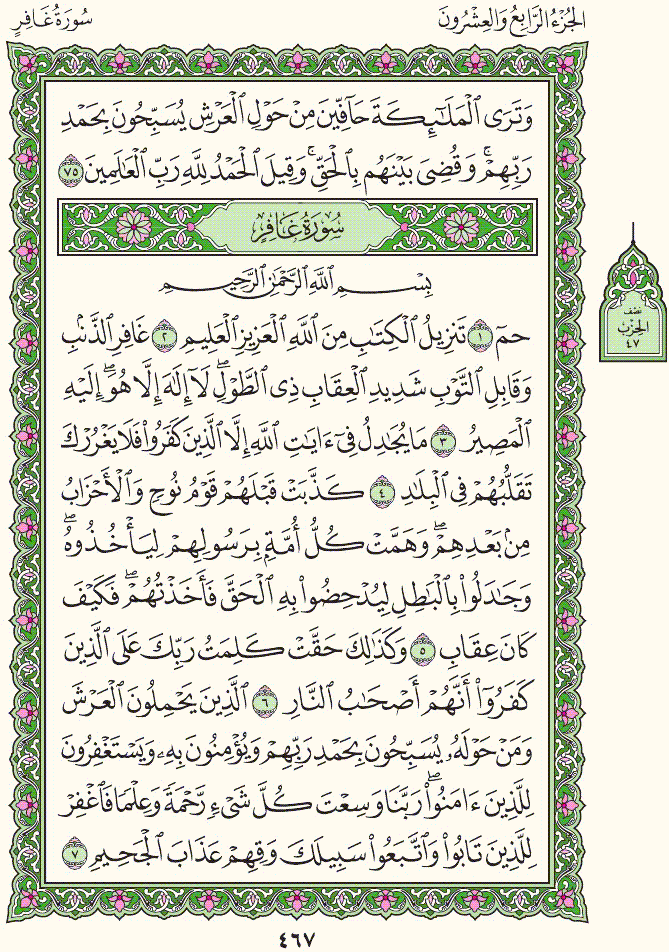 الجُزْءُ الرَّابِعُ وَالعِشْرُونَ
سُورَةُ غَافِرٍ
وَتَرَى ٱلْمَلَٰٓئِكَةَ حَآفِّينَ مِنْ حَوْلِ ٱلْعَرْشِ يُسَبِّحُونَ بِحَمْدِ
رَبِّهِمْۚ وَقُضِىَ بَيْنَهُم بِٱلْحَقِّۚ وَقِيلَ ٱلْحَمْدُ لِلَّهِ رَبِّ ٱلْعَٰلَمِينَ ٧٥
سُورَةُ غَافِرٍ
بِسْمِ ٱللَّهِ ٱلرَّحْمَٰنِ ٱلرَّحِيمِ
حمٓ ١ تَنزِيلُ ٱلْكِتَٰبِ مِنَ ٱللَّهِ ٱلْعَزِيزِ ٱلْعَلِيمِ ٢ غَافِرِ ٱلذَّنۢبِ
وَقَابِلِ ٱلتَّوْبِ شَدِيدِ ٱلْعِقَابِ ذِى ٱلطَّوْلِۖ لَآ إِلَٰهَ إِلَّا هُوَۖ إِلَيْهِ
ٱلْمَصِيرُ ٣ مَا يُجَٰدِلُ فِىٓ ءَايَٰتِ ٱللَّهِ إِلَّا ٱلَّذِينَ كَفَرُوا۟ فَلَا يَغْرُرْكَ
تَقَلُّبُهُمْ فِى ٱلْبِلَٰدِ ٤ كَذَّبَتْ قَبْلَهُمْ قَوْمُ نُوحٍ وَٱلْأَحْزَابُ
مِنۢ بَعْدِهِمْۖ وَهَمَّتْ كُلُّ أُمَّةٍۭ بِرَسُولِهِمْ لِيَأْخُذُوهُۖ
وَجَٰدَلُوا۟ بِٱلْبَٰطِلِ لِيُدْحِضُوا۟ بِهِ ٱلْحَقَّ فَأَخَذْتُهُمْۖ فَكَيْفَ
كَانَ عِقَابِ ٥ وَكَذَٰلِكَ حَقَّتْ كَلِمَتُ رَبِّكَ عَلَى ٱلَّذِينَ
كَفَرُوٓا۟ أَنَّهُمْ أَصْحَٰبُ ٱلنَّارِ ٦ ٱلَّذِينَ يَحْمِلُونَ ٱلْعَرْشَ
وَمَنْ حَوْلَهُۥ يُسَبِّحُونَ بِحَمْدِ رَبِّهِمْ وَيُؤْمِنُونَ بِهِۦ وَيَسْتَغْفِرُونَ
لِلَّذِينَ ءَامَنُوا۟ۖ رَبَّنَا وَسِعْتَ كُلَّ شَىْءٍ رَّحْمَةً وَعِلْمًا فَٱغْفِرْ
لِلَّذِينَ تَابُوا۟ وَٱتَّبَعُوا۟ سَبِيلَكَ وَقِهِمْ عَذَابَ ٱلْجَحِيمِ ٧
نصف
الحزب
٤٧
٤٦٧